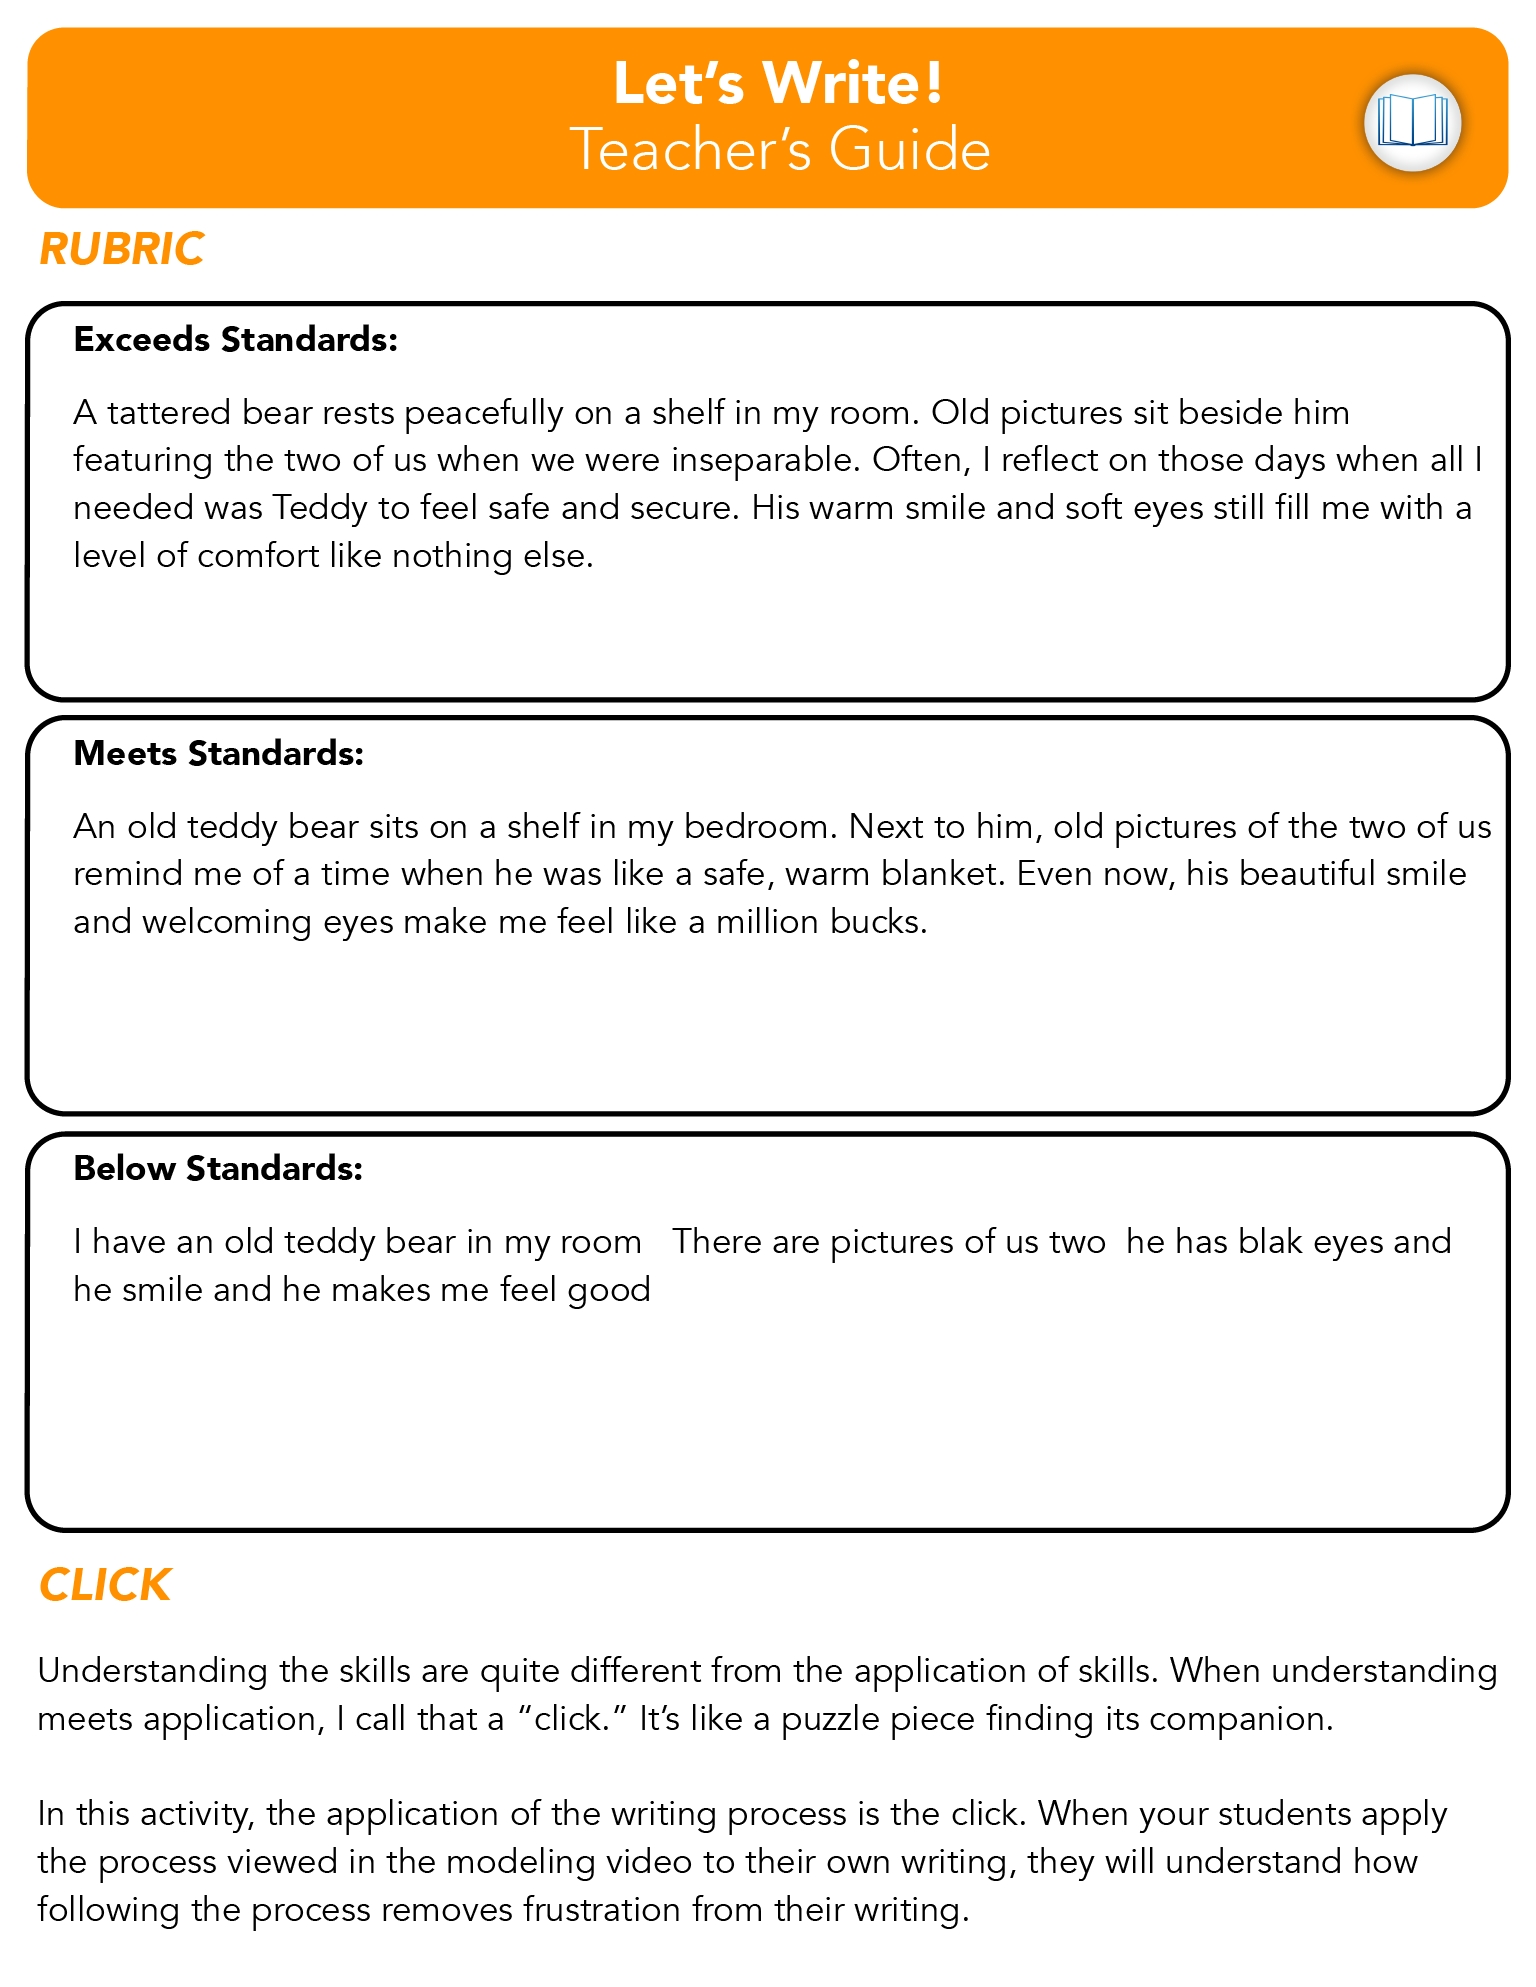 Let’s Write!
Teacher’s Guide
RUBRIC
Exceeds Standards:
A tattered bear rests peacefully on a shelf in my room. Old pictures sit beside him
featuring the two of us when we were inseparable. Often, I reflect on those days when all I
needed was Teddy to feel safe and secure. His warm smile and soft eyes still fill me with a
level of comfort like nothing else.
Meets Standards:
An old teddy bear sits on a shelf in my bedroom. Next to him, old pictures of the two of us
remind me of a time when he was like a safe, warm blanket. Even now, his beautiful smile
and welcoming eyes make me feel like a million bucks.
Below Standards:
I have an old teddy bear in my room   There are pictures of us two  he has blak eyes and
he smile and he makes me feel good
CLICK
Understanding the skills are quite different from the application of skills. When understanding
meets application, I call that a “click.” It’s like a puzzle piece finding its companion.
In this activity, the application of the writing process is the click. When your students apply
the process viewed in the modeling video to their own writing, they will understand how
following the process removes frustration from their writing.